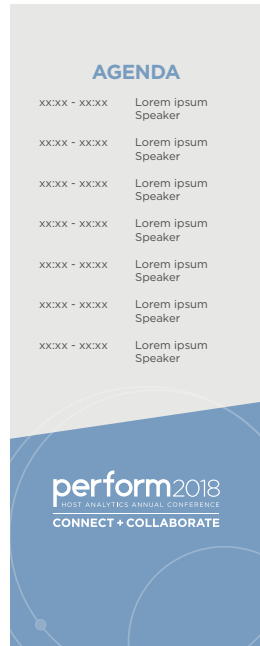 AGENDA
xx:xx - xx:xx Lorem ipsum
Speaker
xx:xx - xx:xx Lorem ipsum
Speaker
xx:xx - xx:xx Lorem ipsum
Speaker
xx:xx - xx:xx Lorem ipsum
Speaker
xx:xx - xx:xx Lorem ipsum
Speaker
xx:xx - xx:xx Lorem ipsum
Speaker
xx:xx - xx:xx Lorem ipsum
Speaker
perform2018
HOST ANALYTICS ANNUAL CONFERENCE
CONNECT + COLLABORATE